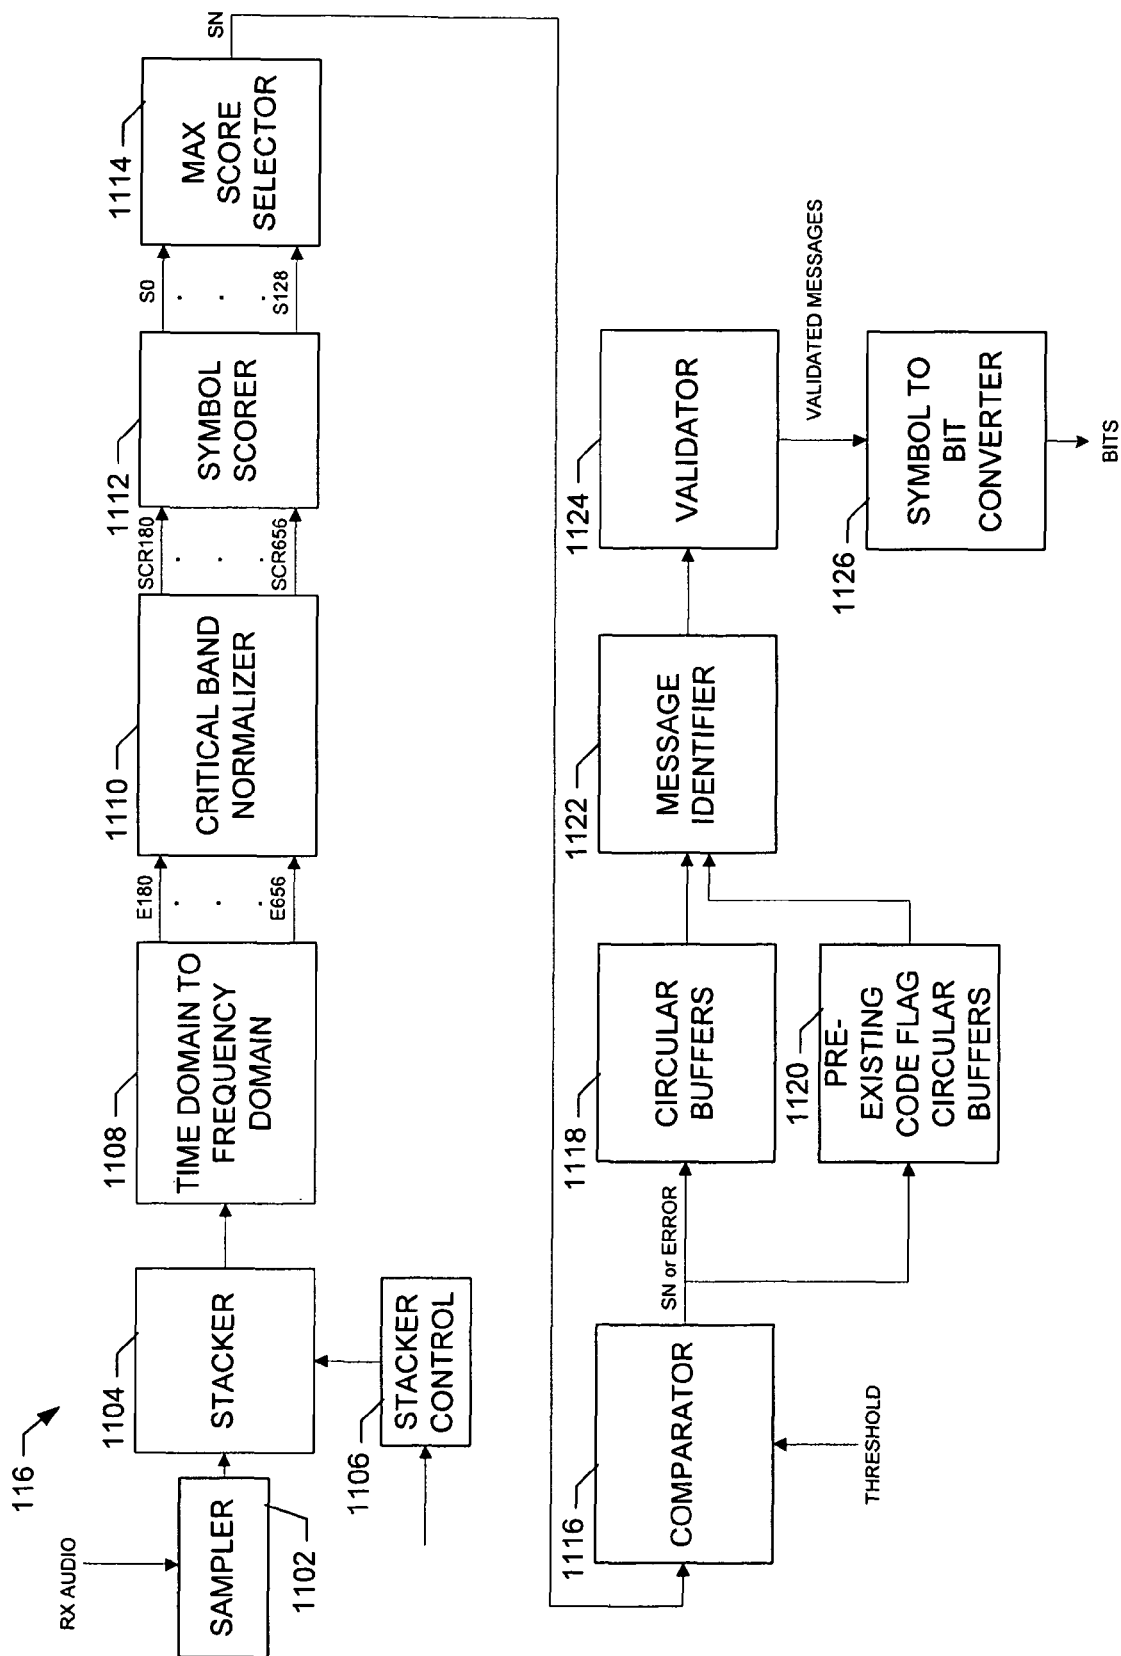 116
RX AUDIO
SAMPLER
1102
1104
STACKER
1106
STACKER
CONTROL
1108
TIME DOMAIN TO
FREQUENCY
DOMAIN
E180
.
.
.
E656
1110
CRITICAL BAND
NORMALIZER
SCR180
.
.
.
SCR656
1112
SYMBOL
SCORER
S0
.
.
.
S128
1114
MAX
SCORE
SELECTOR
SN
1116
COMPARATOR
THRESHOLD
SN or ERROR
1118
CIRCULAR
BUFFERS
1120
PRE-
EXISTING
CODE FLAG
CIRCULAR
BUFFERS
1122
MESSAGE
IDENTIFIER
1124
VALIDATOR
VALIDATED MESSAGES
1126
SYMBOL TO
BIT
CONVERTER
BITS